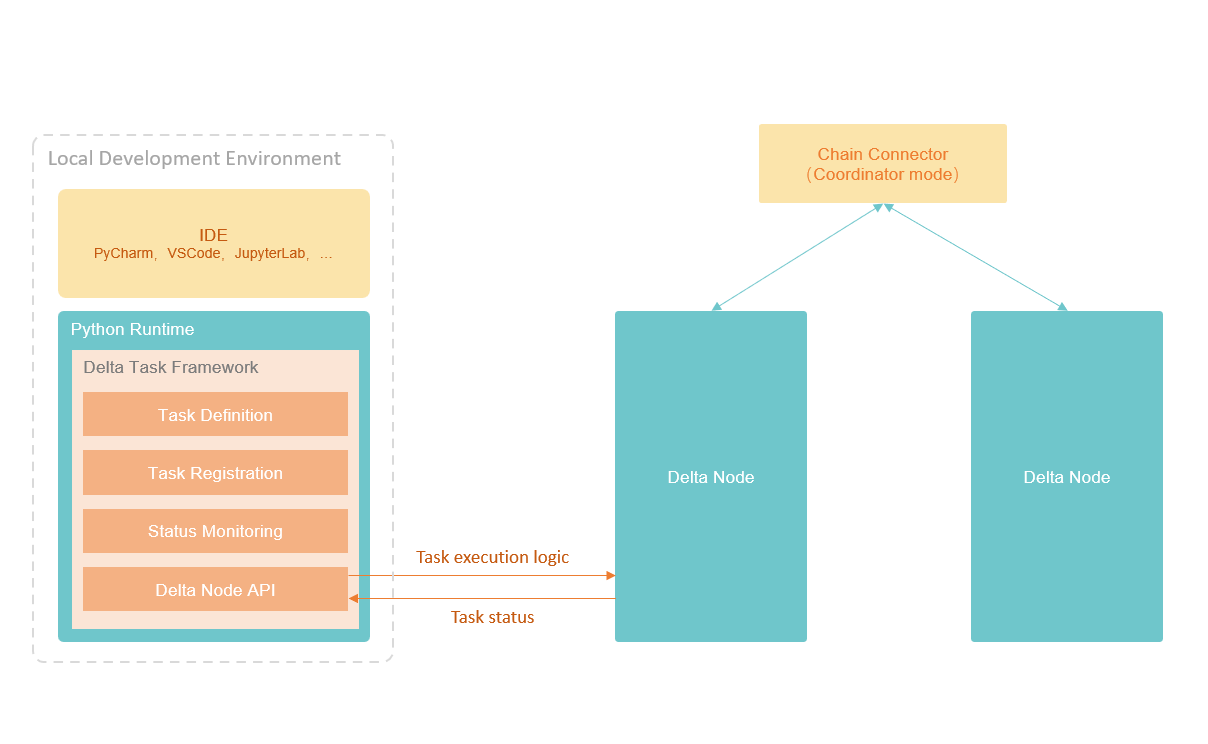 Local Development Environment
IDE
PyCharm，VSCode，JupyterLab，...
Python Runtime
Delta Task Framework
Task Definition
Task Registration
Status Monitoring
Delta Node API
Task execution logic
Task status
Chain Connector
（Coordinator mode）
Delta Node
Delta Node